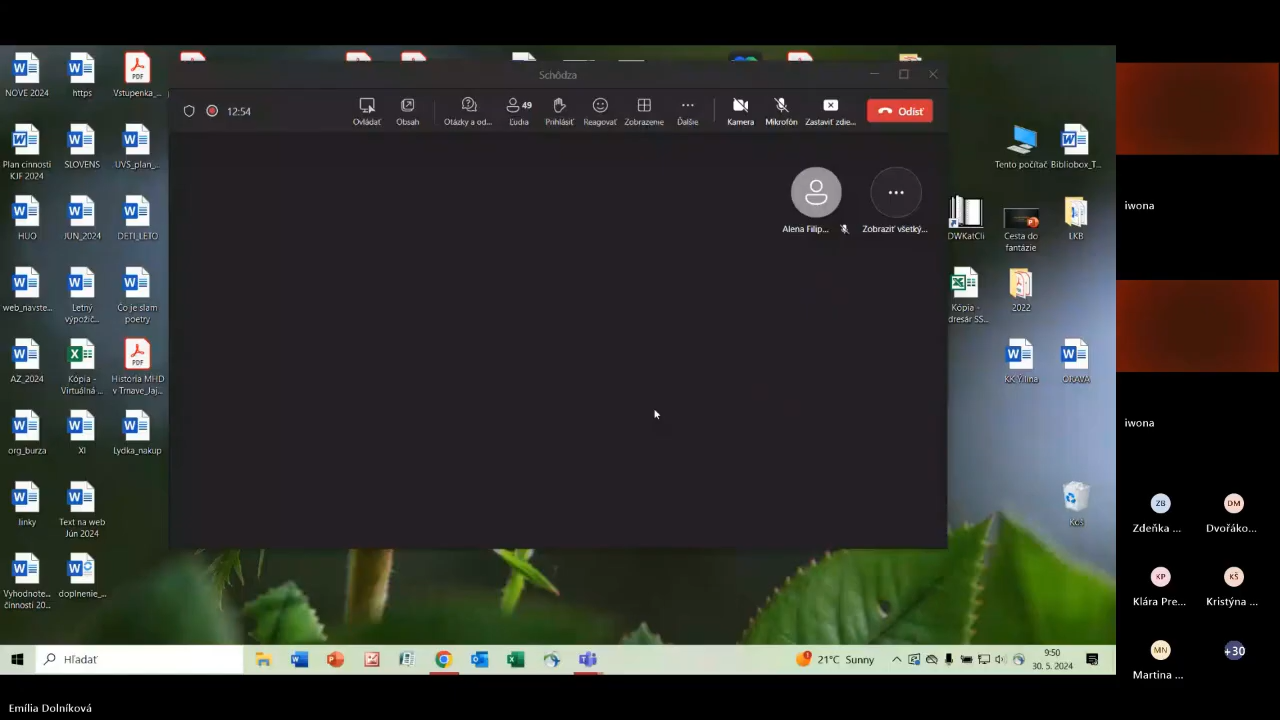 Schôdza
12:54
Ovládať
Obsah
Otázky a od...
49
Ľudia
Prihlásiť
Reagovať
Zobrazenie
Ďalšie
Kamera
Mikrofón
Zastaviť zdie...
Odísť
Alena Filip...
Zobraziť všetký...
NOVE 2024
https
Vstupenka_...
Plan cinnosti
KJF 2024
SLOVENS
UVS_plan_...
HUO
JUN_2024
DETI_LETO
web_navste...
Letný
výpožič...
Čo je slam
poetry
AZ_2024
Kópia -
Virtuálná ...
História MHD
v Trnave_Jaj...
org_burza
XI
Lydka_nakup
linky
Text na web
Jún 2024
Vyhodnote...
činnosti 20...
doplnenie_...
Tento počítač
Bibliobox_T...
DWKatCli
Cesta do
fantázie
LKB
Kópia -
dresár SS...
2022
KK Žilina
ORAVA
Kôš
Hľadať
21°C Sunny
9:50
30. 5. 2024
iwona
iwona
ZB
Zdeňka ...
DM
Dvořáko...
KP
Klára Pre...
KŠ
Kristýna ...
MN
Martina ...
+30
Emília Dolníková